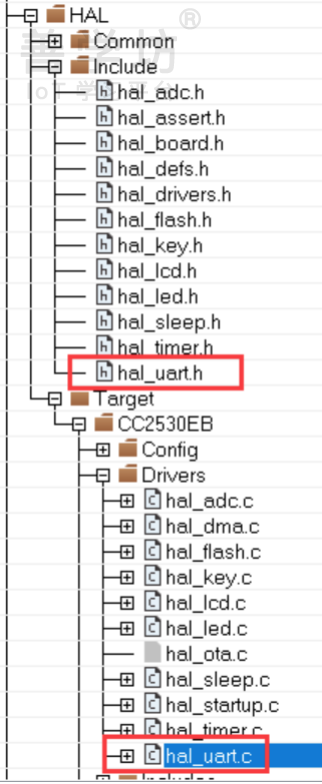 HAL
Common
Include
hal_adc.h
hal_assert.h
hal_board.h
hal_defs.h
hal_drivers.h
hal_flash.h
hal_key.h
hal_lcd.h
hal_led.h
hal_sleep.h
hal_timer.h
hal_uart.h
Target
CC2530EB
Config
Drivers
hal_adc.c
hal_dma.c
hal_flash.c
hal_key.c
hal_lcd.c
hal_led.c
hal_ota.c
hal_sleep.c
hal_startup.c
hal_timer.c
hal_uart.c
Includes